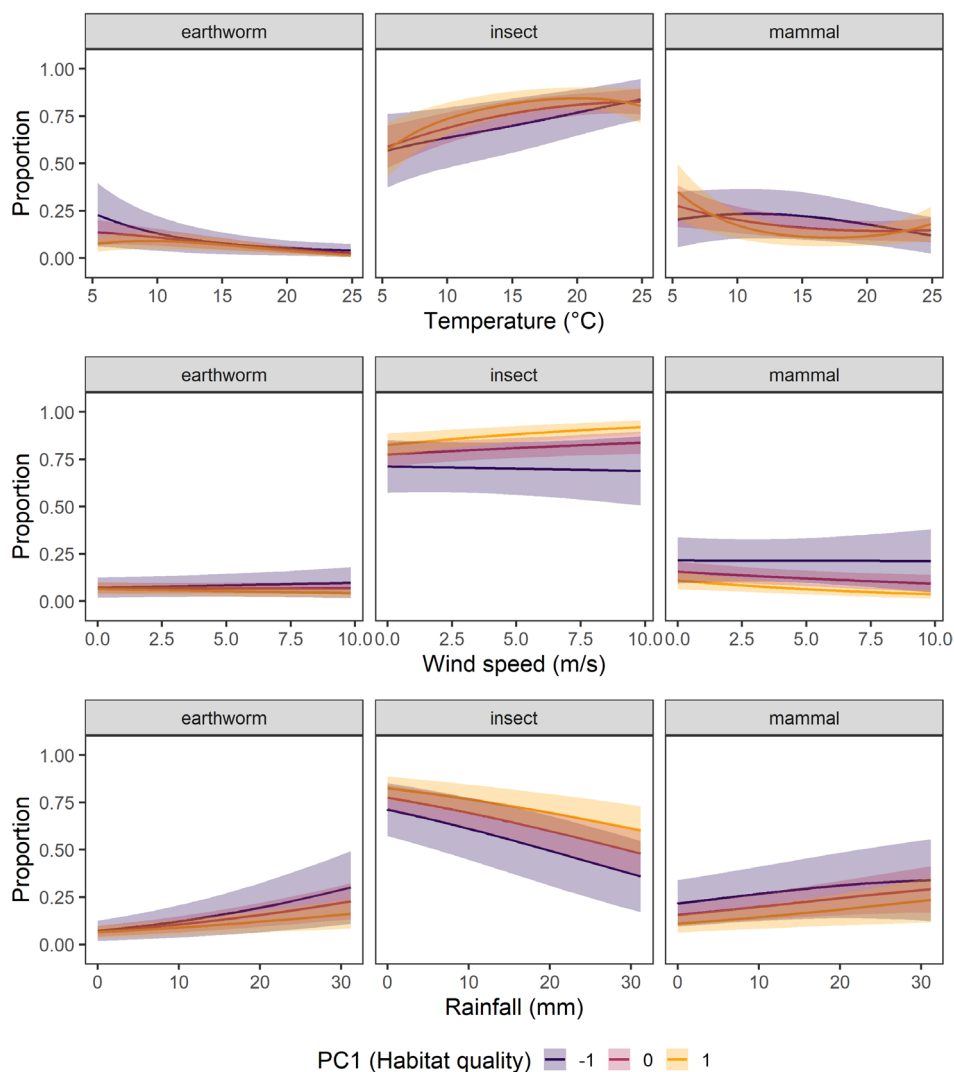 earthworm insect mammal
1.00
0.75
0.50
0.25
0.00
Proportion
5 10 15 20 25 5 10 15 20 25 5 10 15 20 25
Temperature (°C)
earthworm insect mammal
1.00
0.75
0.50
0.25
0.00
Proportion
0.0 2.5 5.0 7.5 10.0 0.0 2.5 5.0 7.5 10.0 0.0 2.5 5.0 7.5 10.0
Wind speed (m/s)
earthworm insect mammal
1.00
0.75
0.50
0.25
0.00
Proportion
0 10 20 30 0 10 20 30 0 10 20 30
Rainfall (mm)
PC1 (Habitat quality) -1 0 1